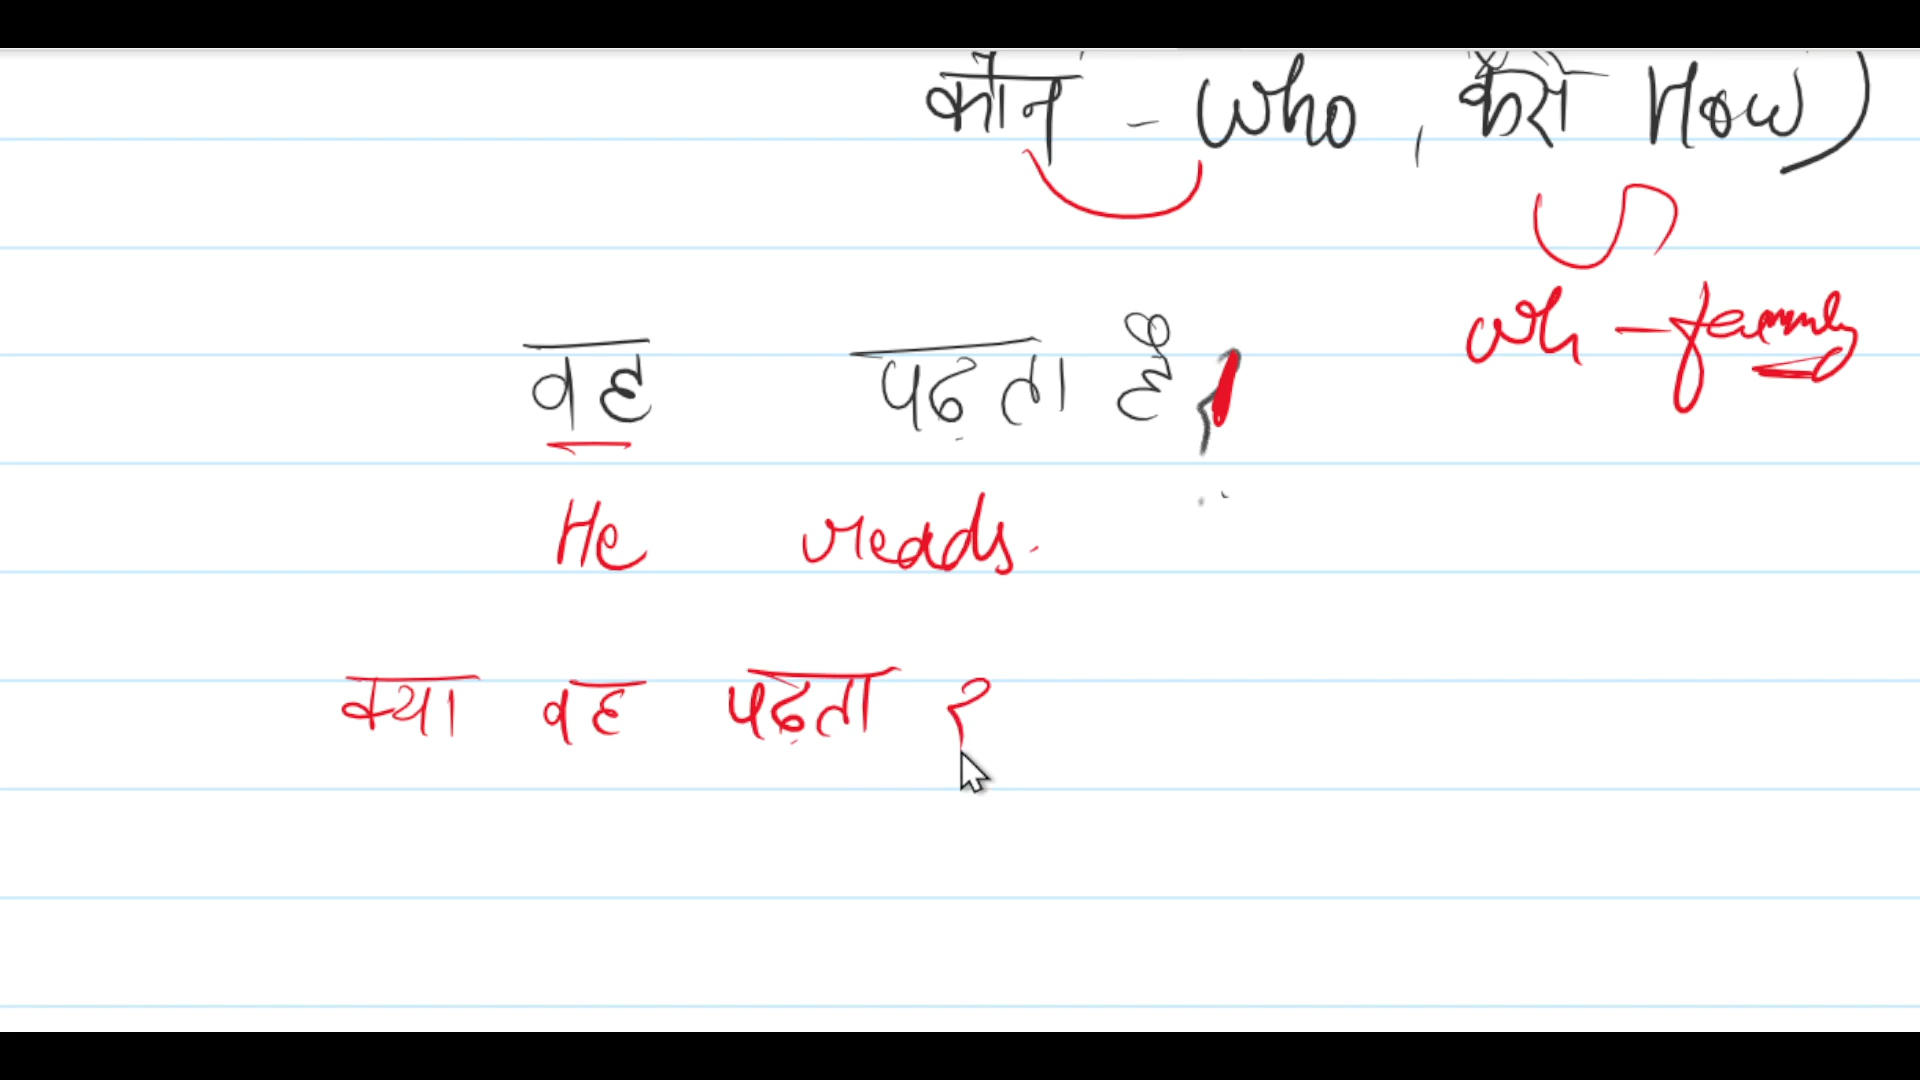 कौन - Who, कैसे How)
wh - family
वह पढ़ता है
He reads.
क्या वह पढ़ता ?